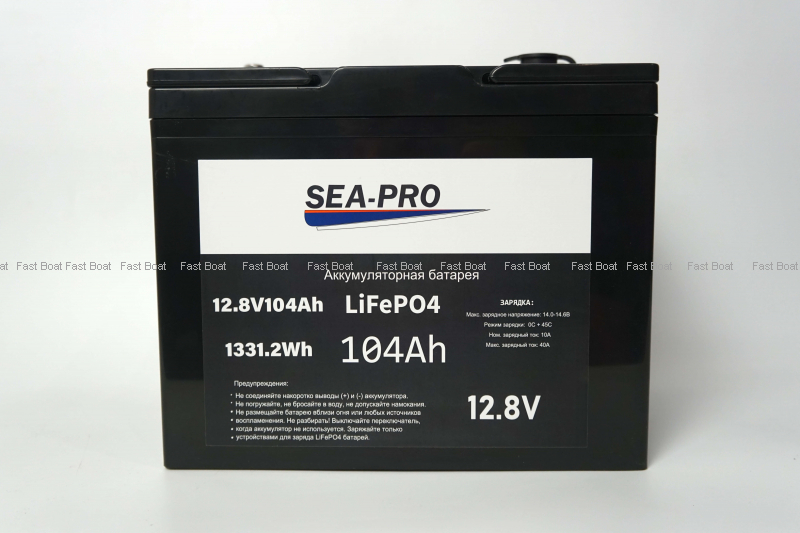 SEA-PRO
Fast Boat Fast Boat Fast Boat Fast Boat Fast Boat Fast Boat Fast Boat Fast Boat Fast Boat Fast Boat Fast Boat Fast Boat Fast Boat
Аккумуляторная батарея
12.8V104Ah
LiFePO4
1331.2Wh
104Ah
ЗАРЯДКА:
Макс. зарядное напряжение: 14.0-14.6В
Режим зарядки: 0С + 45С
Ном. зарядный ток: 10А
Макс. зарядный ток: 40А
Предупреждения:
• Не соединяйте накоротко выводы (+) и (-) аккумулятора.
• Не погружайте, не бросайте в воду, не допускайте намокания.
• Не размещайте батарею вблизи огня или любых источников
• воспламенения. Не разбирать! Выключайте переключатель,
• когда аккумулятор не используется. Заряжайте только
• устройствами для заряда LiFePO4 батарей.
12.8V